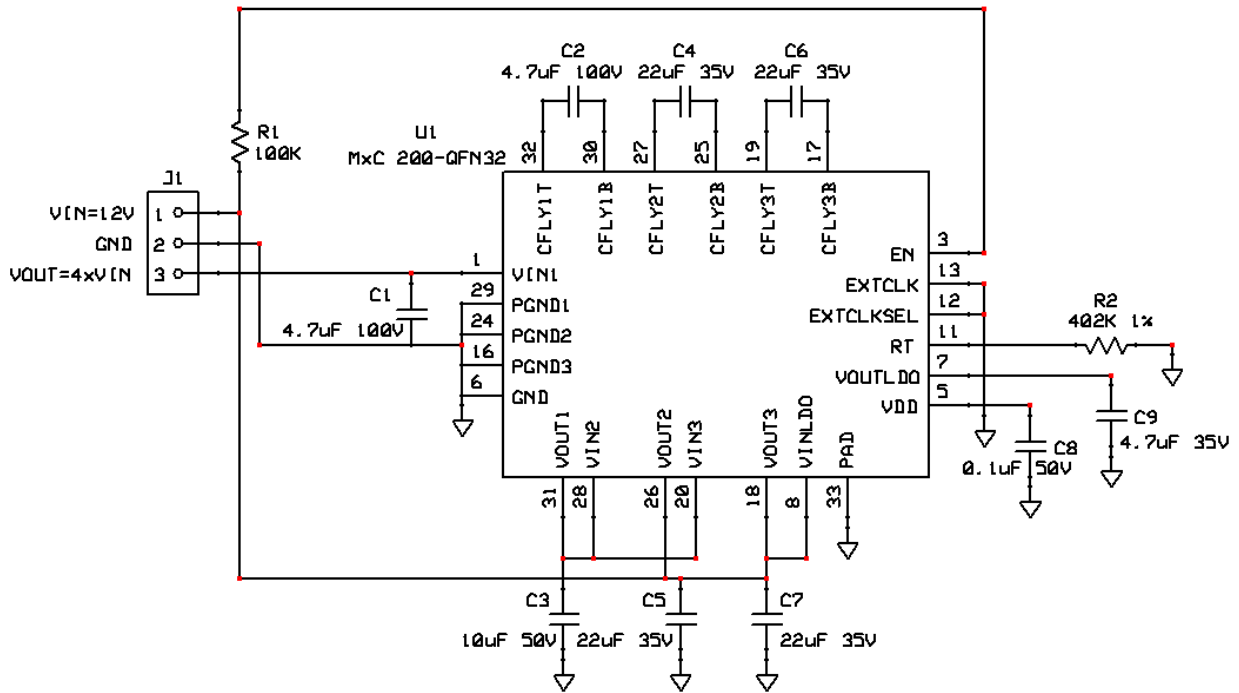 C2
4.7uF 100V
C4
22uF 35V
C6
22uF 35V
R1
100K
U1
MxC 200-QFN32
32
30
27
25
19
17
CFLY1T
CFLY1B
CFLY2T
CFLY2B
CFLY3T
CFLY3B
J1
VIN=12V
1
GND
2
VOUT=4xVIN
3
1
VIN1
29
PGND1
24
PGND2
16
PGND3
6
GND
C1
4.7uF 100V
3
EN
13
EXTCLK
12
EXTCLKSEL
11
RT
7
VOUTLDO
5
VDD
R2
402K 1%
C9
4.7uF 35V
C8
0.1uF 50V
VOUT1
VIN2
VOUT2
VIN3
VOUT3
VINLDO
PAD
31
28
26
20
18
8
33
C3
10uF 50V
C5
22uF 35V
C7
22uF 35V